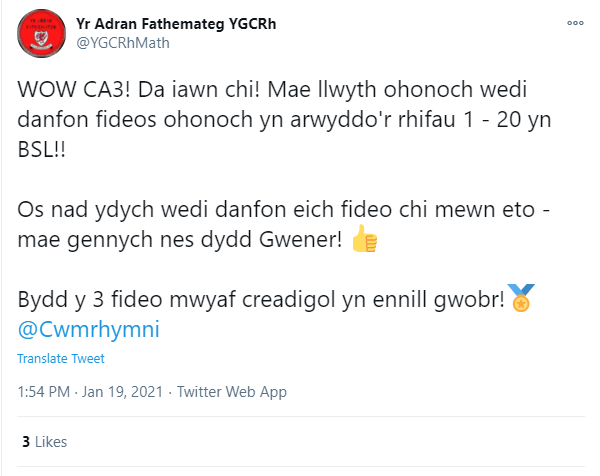 Yr Adran Fathemateg YGCRh
@YGCRhMath
WOW CA3! Da iawn chi! Mae llwyth ohonoch wedi
danfon fideos ohonoch yn arwyddo'r rhifau 1 - 20 yn
BSL!!
Os nad ydych wedi danfon eich fideo chi mewn eto -
mae gennych nes dydd Gwener! 👍
Bydd y 3 fideo mwyaf creadigol yn ennill gwobr!🏅
@Cwmrhymni
Translate Tweet
1:54 PM · Jan 19, 2021 · Twitter Web App
3 Likes